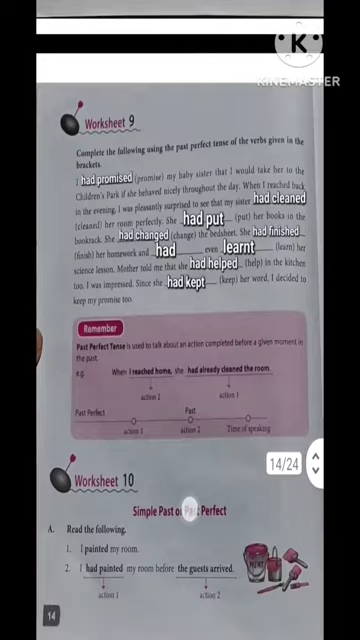 K
KINEMASTER
Worksheet 9
Complete the following using the past perfect tense of the verbs given in the
brackets.
I had promised (promise) my baby sister that I would take her to the
Children's Park if she behaved nicely throughout the day. When I reached back
in the evening, I was pleasantly surprised to see that my sister had cleaned
(cleaned) her room perfectly. She had put (put) her books in the
bookrack. She had changed (change) the bedsheet. She had finished
(finish) her homework and had even learnt (learn) her
science lesson. Mother told me that she had helped (help) in the kitchen
too. I was impressed. Since she had kept (keep) her word, I decided to
keep my promise too.
Remember
Past Perfect Tense is used to talk about an action completed before a given moment in
the past.
e.g. When I reached home, she had already cleaned the room.
action 2 action 1
Past Perfect Past
action 1 action 2 Time of speaking
14/24
Worksheet 10
Simple Past or Past Perfect
A. Read the following.
1. I painted my room.
2. I had painted my room before the guests arrived.
action 1 action 2
PAINT
14